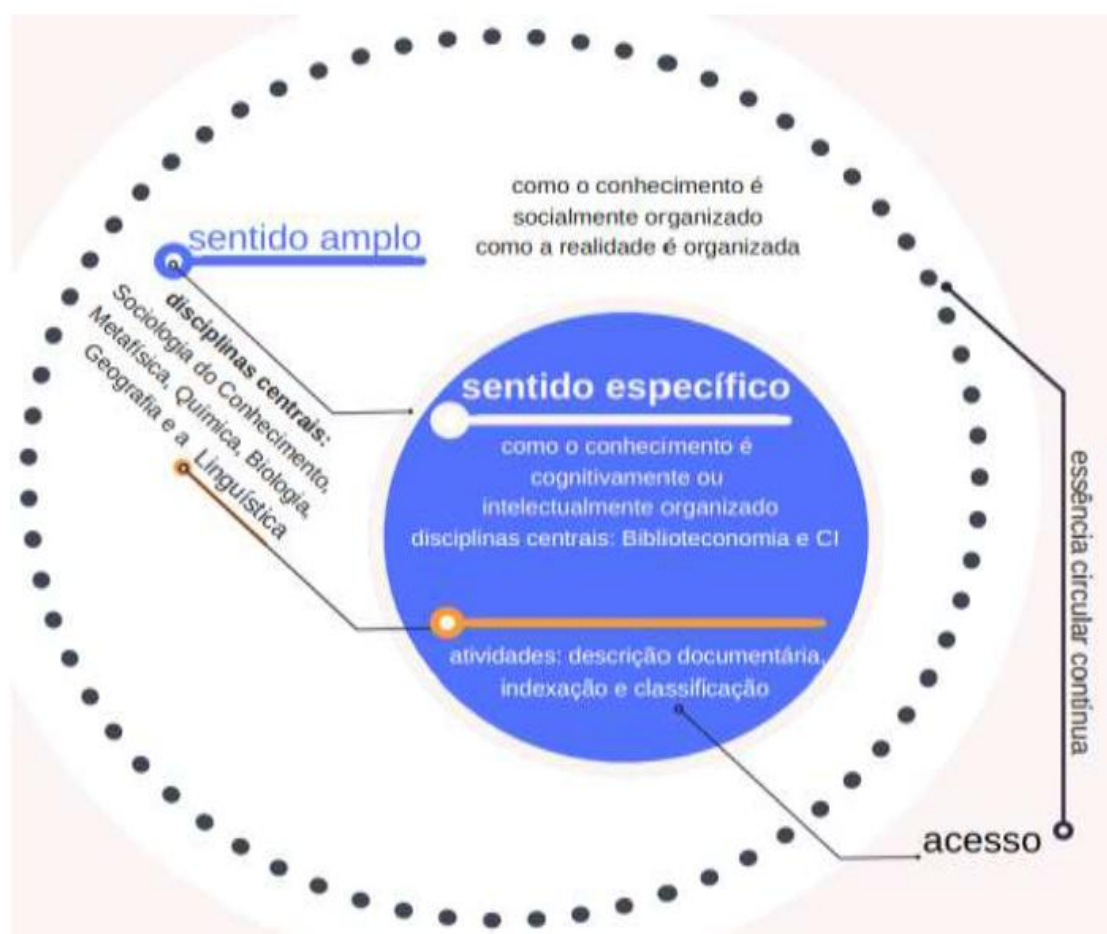 como o conhecimento é
socialmente organizado
como a realidade é organizada
sentido amplo
disciplinas centrais:
Sociologia do Conhecimento,
Metafísica, Química, Biologia,
Geografia e a Linguística
sentido específico
como o conhecimento é
cognitivamente ou
intelectualmente organizado
disciplinas centrais: Biblioteconomia e CI
atividades: descrição documentária,
indexação e classificação
essência circular contínua
acesso